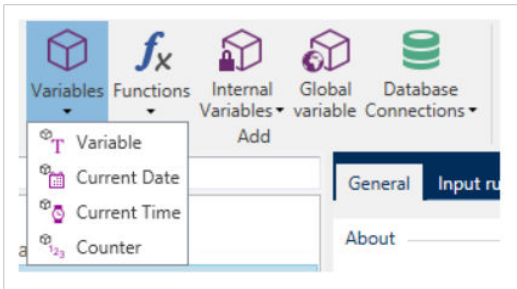 Variables Functions Internal Variables Global variable Database Connections
Add
Variable
Current Date
Current Time
Counter
General Input ru
About